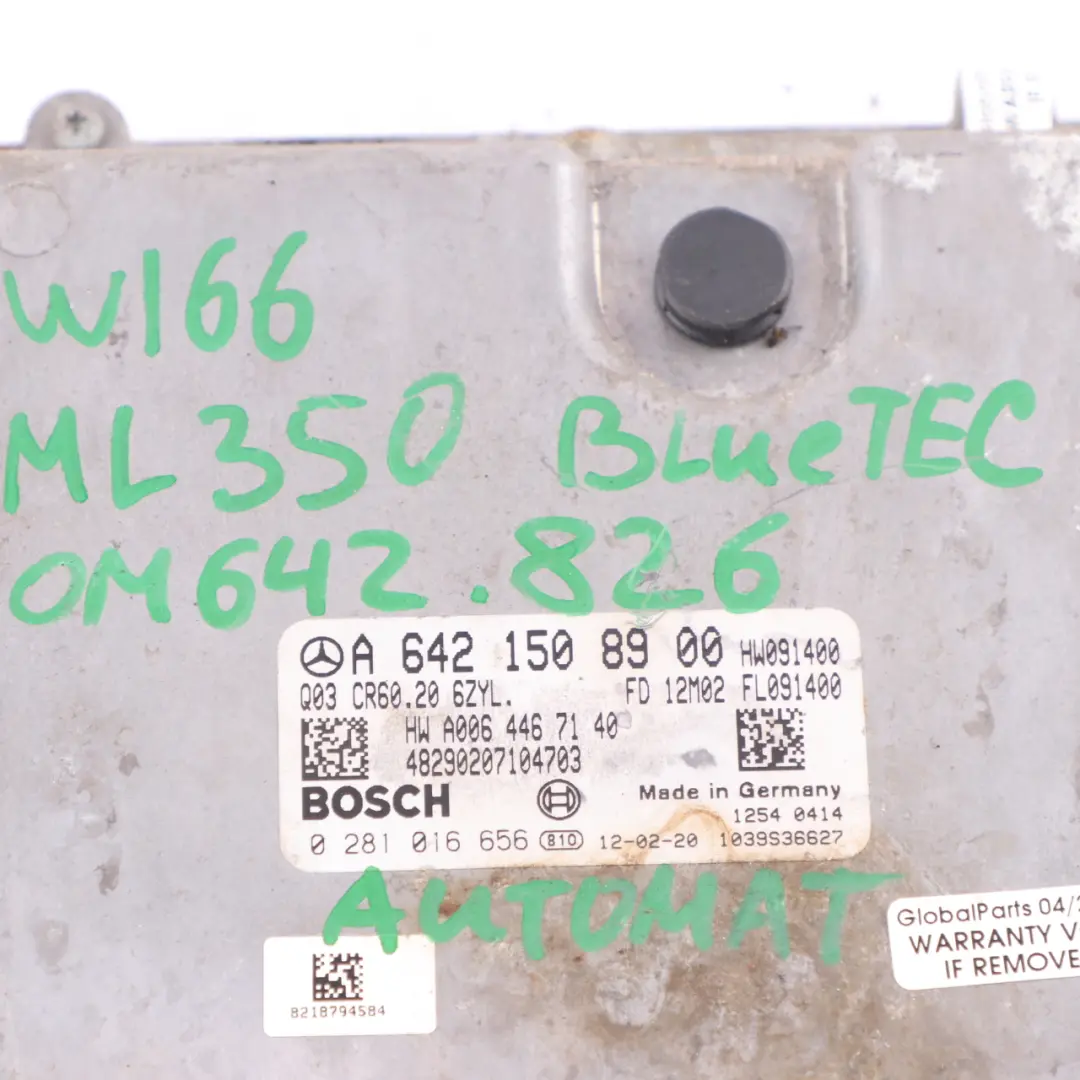 W166
ML350 BLueTEC
OM642.826
A 642 150 89 00 HW091400
Q03 CR60.20 6ZYL. FD 12M02 FL091400
HW A006 446 71 40
48290207104703
BOSCH
Made in Germany
1254 0414
0 281 016 656 810 12-02-20 1039S36627
AUTOMAT
8218794584
GlobalParts 04/
WARRANTY V
IF REMOVE